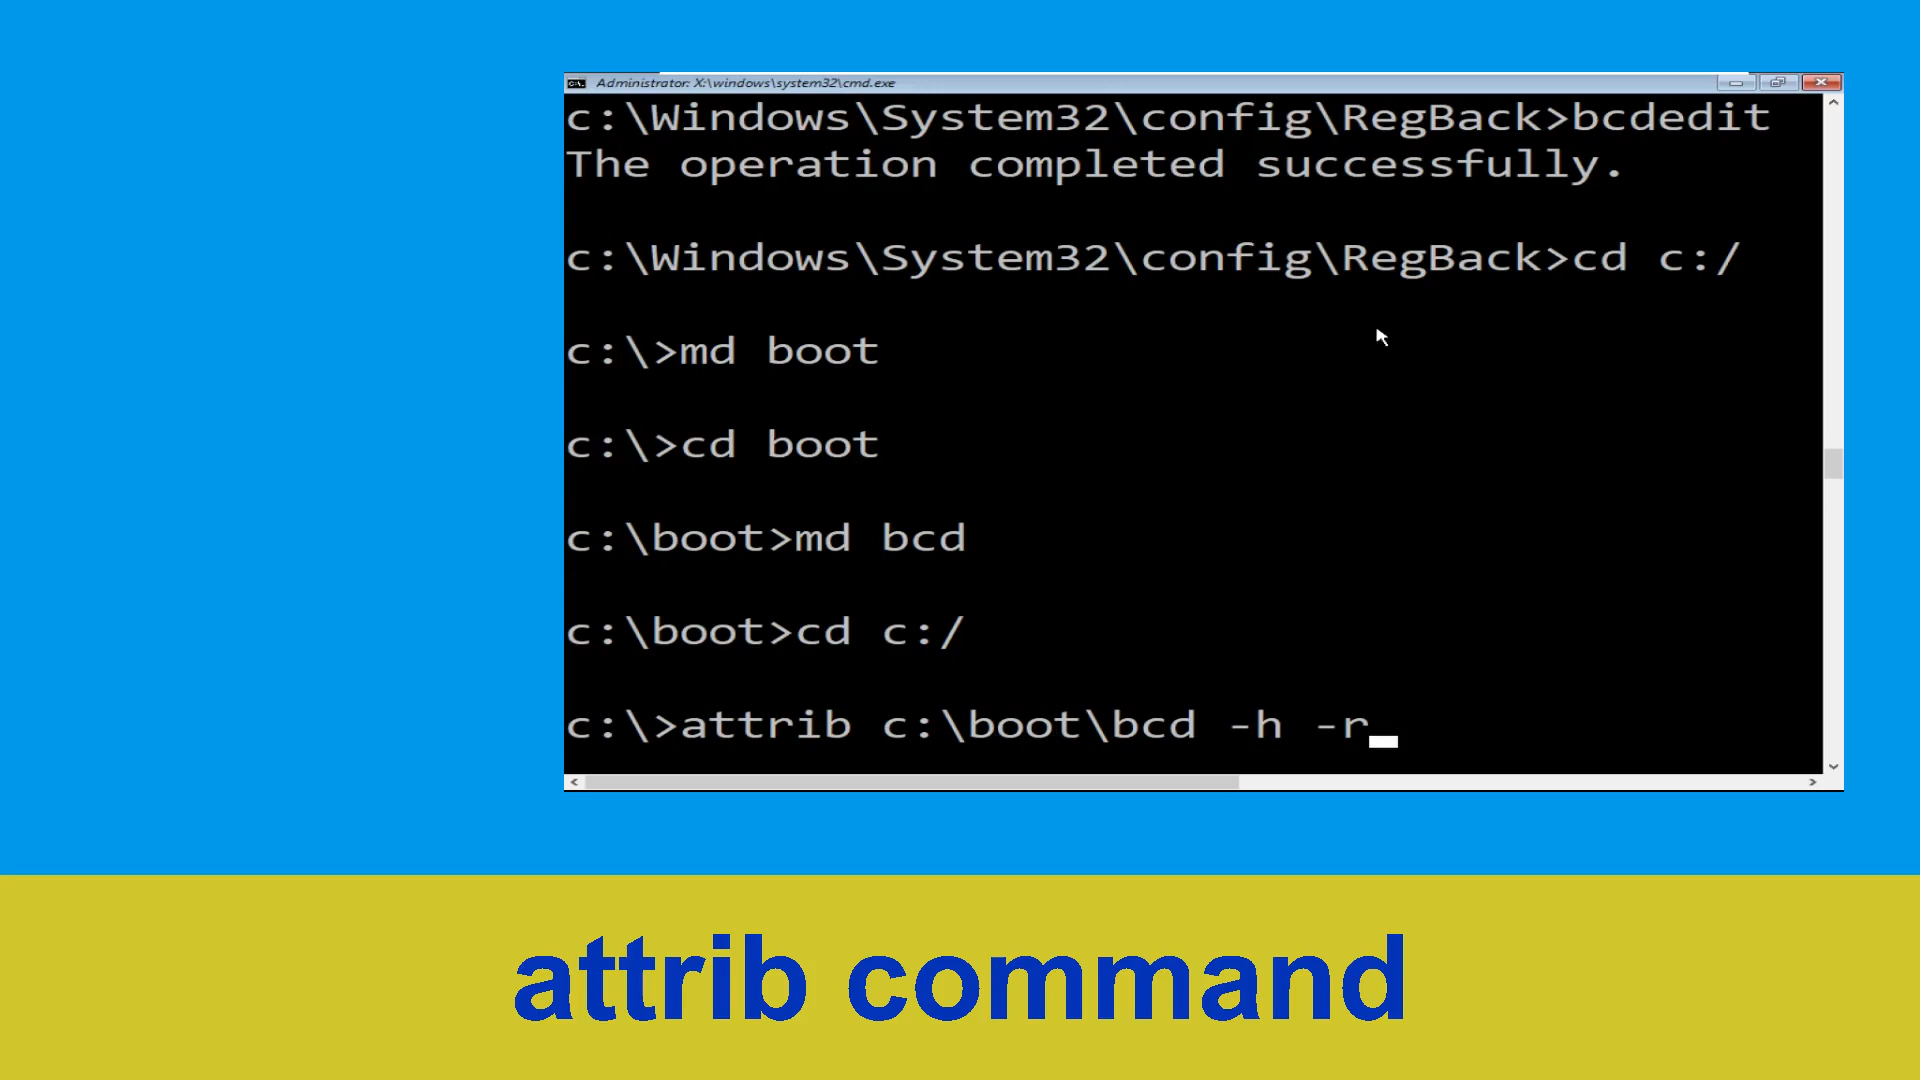 Administrator: X:\windows\system32\cmd.exe
c:\Windows\System32\config\RegBack>bcdedit
The operation completed successfully.
c:\Windows\System32\config\RegBack>cd c:/
c:\>md boot
c:\>cd boot
c:\boot>md bcd
c:\boot>cd c:/
c:\>attrib c:\boot\bcd -h -r
attrib command